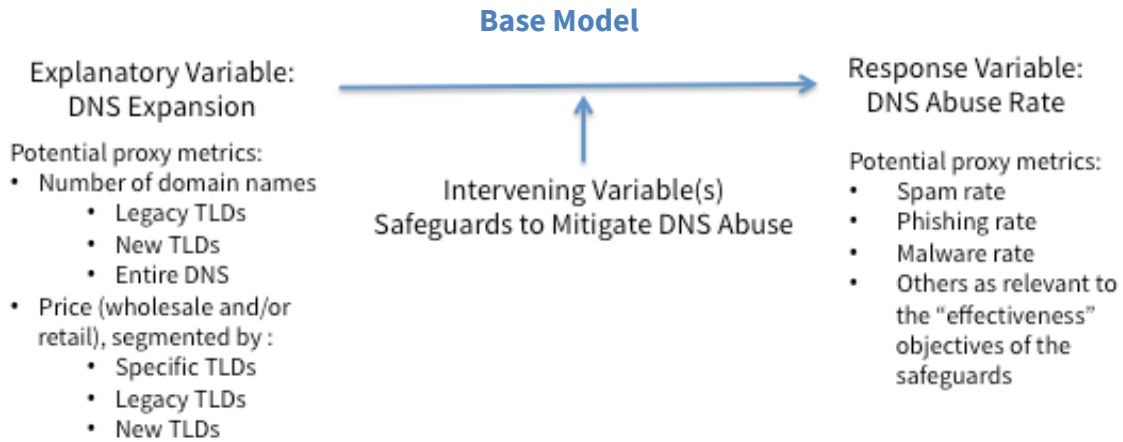 Base Model
Explanatory Variable:
DNS Expansion
Potential proxy metrics:
• Number of domain names
• Legacy TLDs
• New TLDs
• Entire DNS
• Price (wholesale and/or
retail), segmented by :
• Specific TLDs
• Legacy TLDs
• New TLDs
Intervening Variable(s)
Safeguards to Mitigate DNS Abuse
Response Variable:
DNS Abuse Rate
Potential proxy metrics:
• Spam rate
• Phishing rate
• Malware rate
• Others as relevant to
the “effectiveness”
objectives of the
safeguards